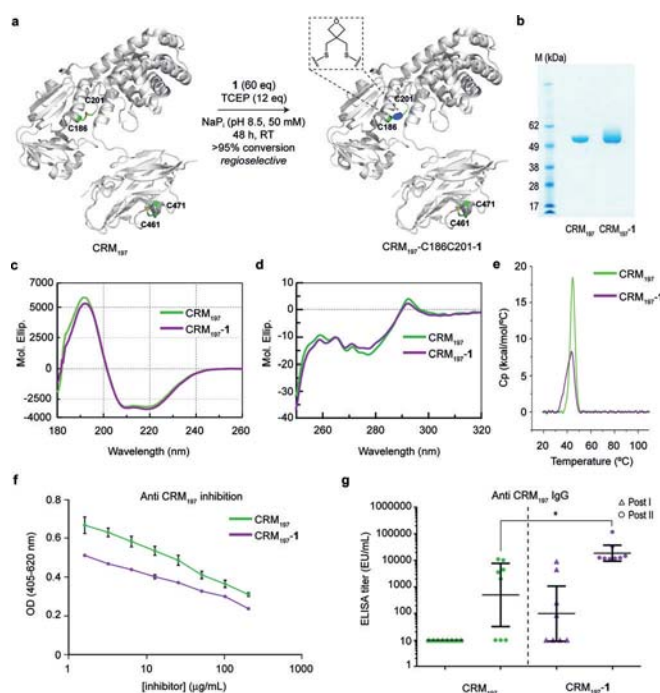 a
C201
C186
C471
C461
CRM197
1 (60 eq)
TCEP (12 eq)
NaPi (pH 8.5, 50 mM)
48 h, RT
>95% conversion
regioselective
O
S S
C201
C186
C471
C461
CRM197-C186C201-1
b
M (kDa)
62
49
38
28
17
CRM197 CRM197-1
c
Mol. Ellip.
7000
5000
2500
0
-2500
-4000
CRM197
CRM197-1
180 200 220 240 260
Wavelength (nm)
d
Mol. Ellip.
10
0
-10
-20
-30
-40
CRM197
CRM197-1
250 260 280 300 320
Wavelength (nm)
e
Cp (kcal/mol/ºC)
20
15
10
5
0
CRM197
CRM197-1
20 40 60 80 100
Temperature (ºC)
f
Anti CRM197 inhibition
OD (405-620 nm)
0.8
0.6
0.4
0.2
0
CRM197
CRM197-1
1 10 100 1000
[inhibitor] (μg/mL)
g
Anti CRM197 IgG
Post I
Post II
*
ELISA titer (EU/mL)
1000000
100000
10000
1000
100
10
1
CRM197 CRM197-1